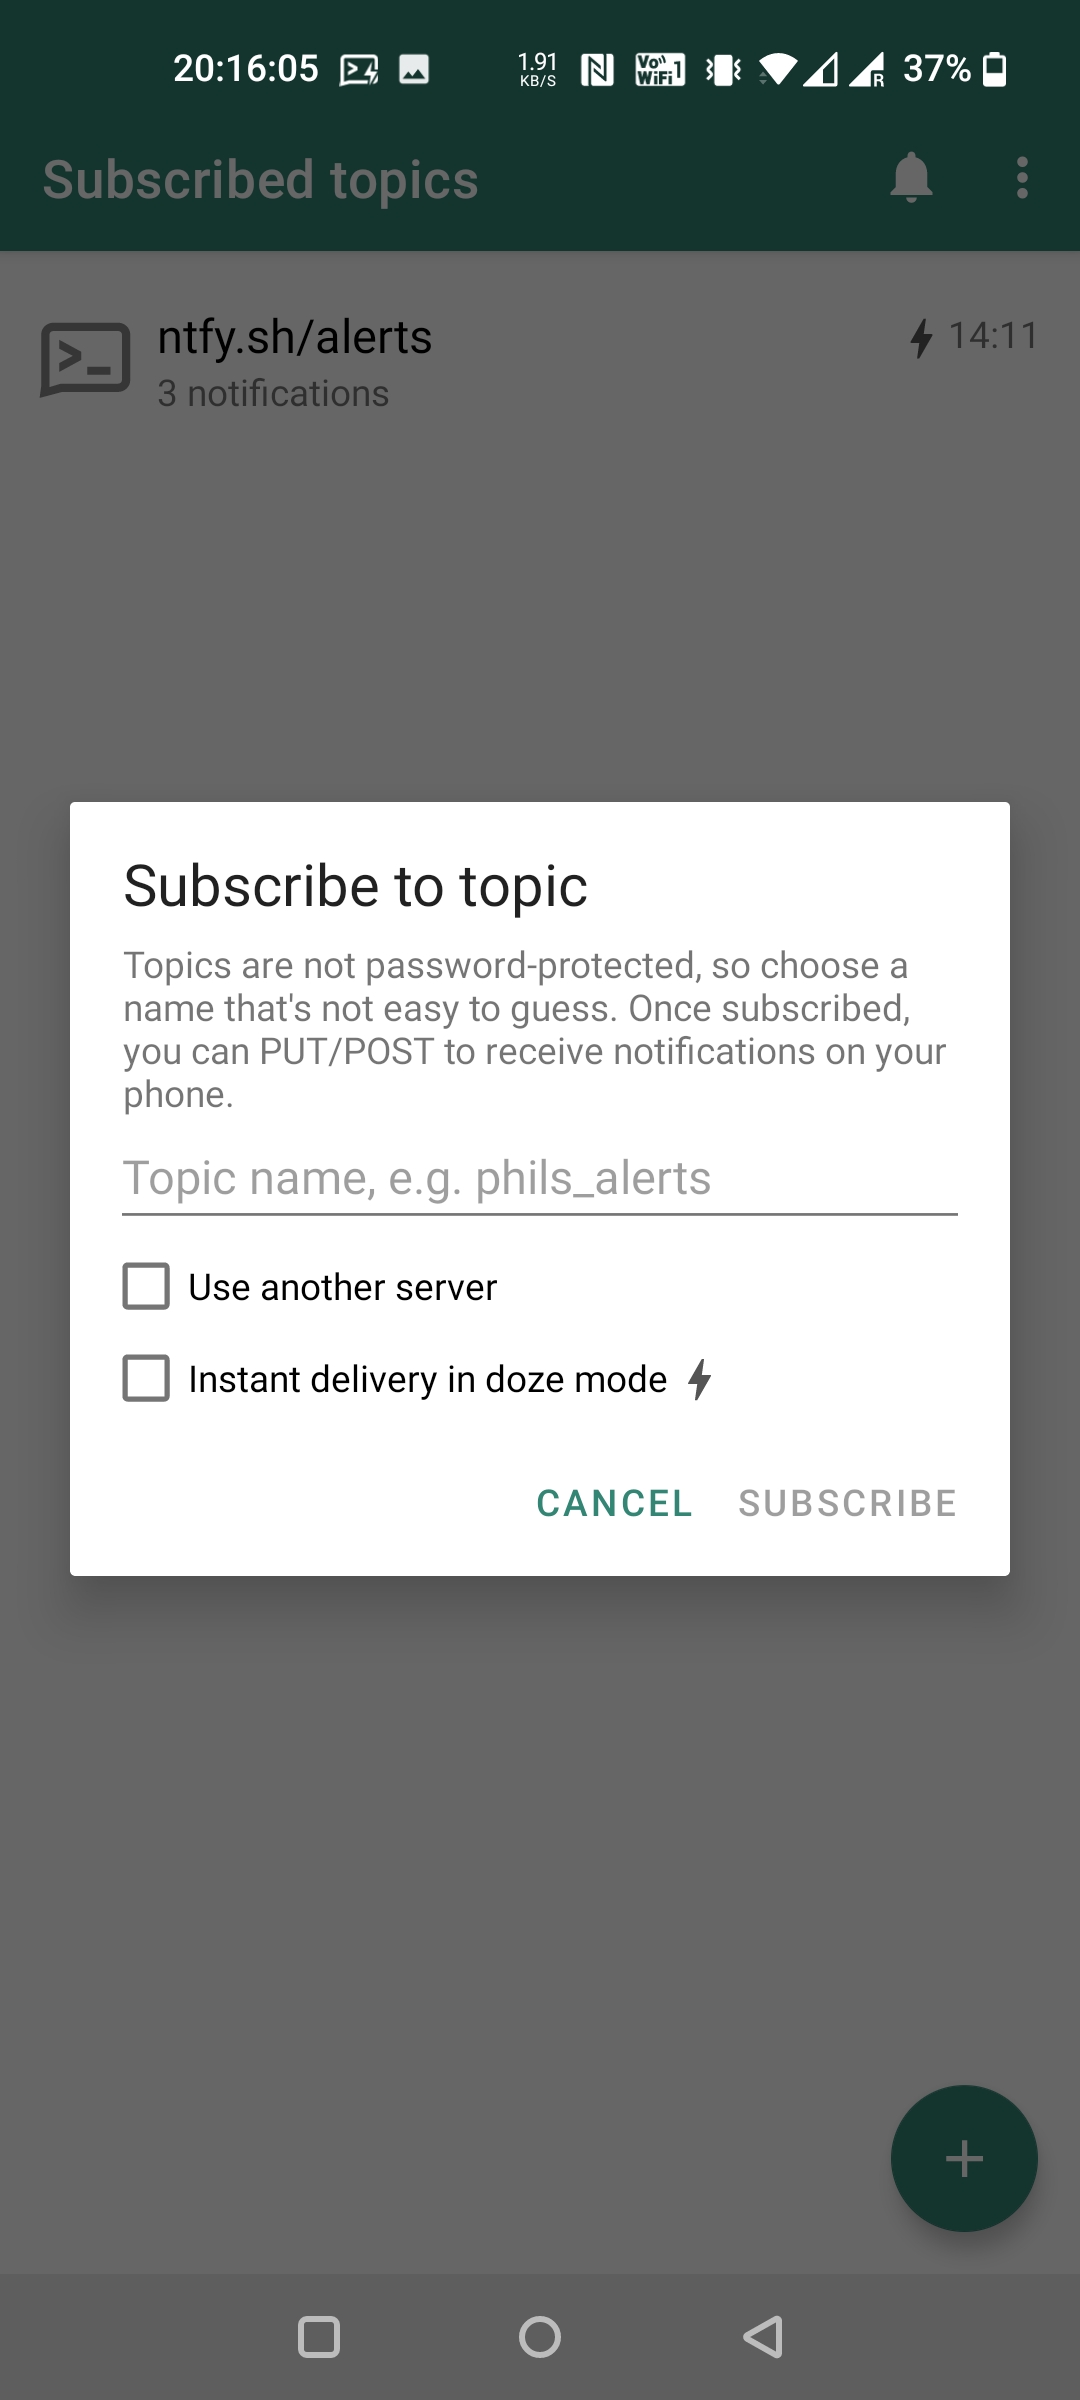 20:16:05 1.91 KB/S Vo WiFi 1 R 37%
Subscribed topics
ntfy.sh/alerts 14:11
3 notifications
Subscribe to topic
Topics are not password-protected, so choose a
name that's not easy to guess. Once subscribed,
you can PUT/POST to receive notifications on your
phone.
Topic name, e.g. phils_alerts
Use another server
Instant delivery in doze mode
CANCEL SUBSCRIBE